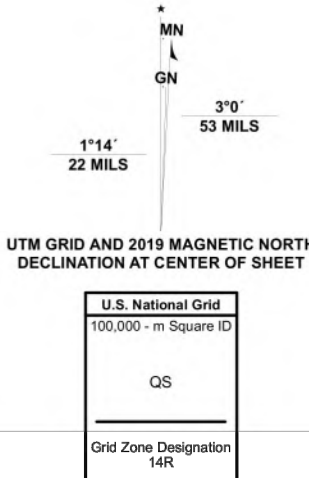 ★
MN
GN
3°0´
53 MILS
1°14´
22 MILS
UTM GRID AND 2019 MAGNETIC NORTH
DECLINATION AT CENTER OF SHEET
U.S. National Grid
100,000 - m Square ID
QS
Grid Zone Designation
14R